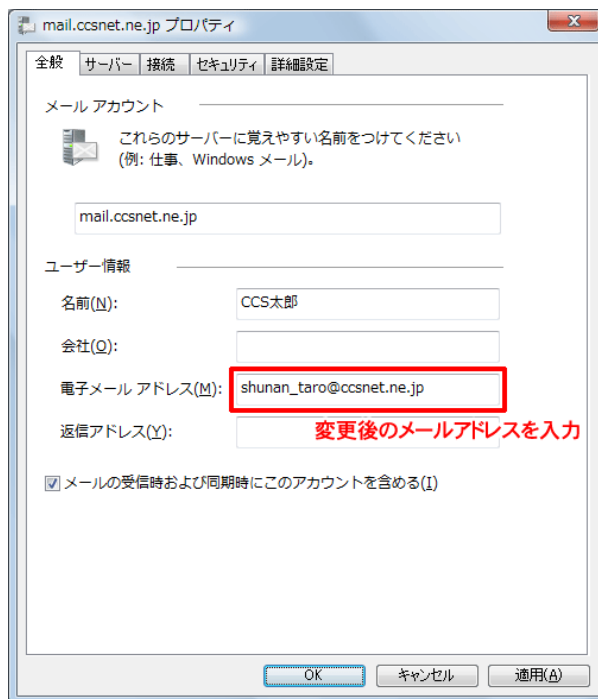 mail.ccsnet.ne.jp プロパティ
全般 サーバー 接続 セキュリティ 詳細設定
メール アカウント
これらのサーバーに覚えやすい名前をつけてください
(例: 仕事、Windows メール)。
mail.ccsnet.ne.jp
ユーザー情報
名前(N): CCS太郎
会社(O):
電子メール アドレス(M): shunan_taro@ccsnet.ne.jp
返信アドレス(Y):
変更後のメールアドレスを入力
メールの受信時および同期時にこのアカウントを含める(I)
OK キャンセル 適用(A)